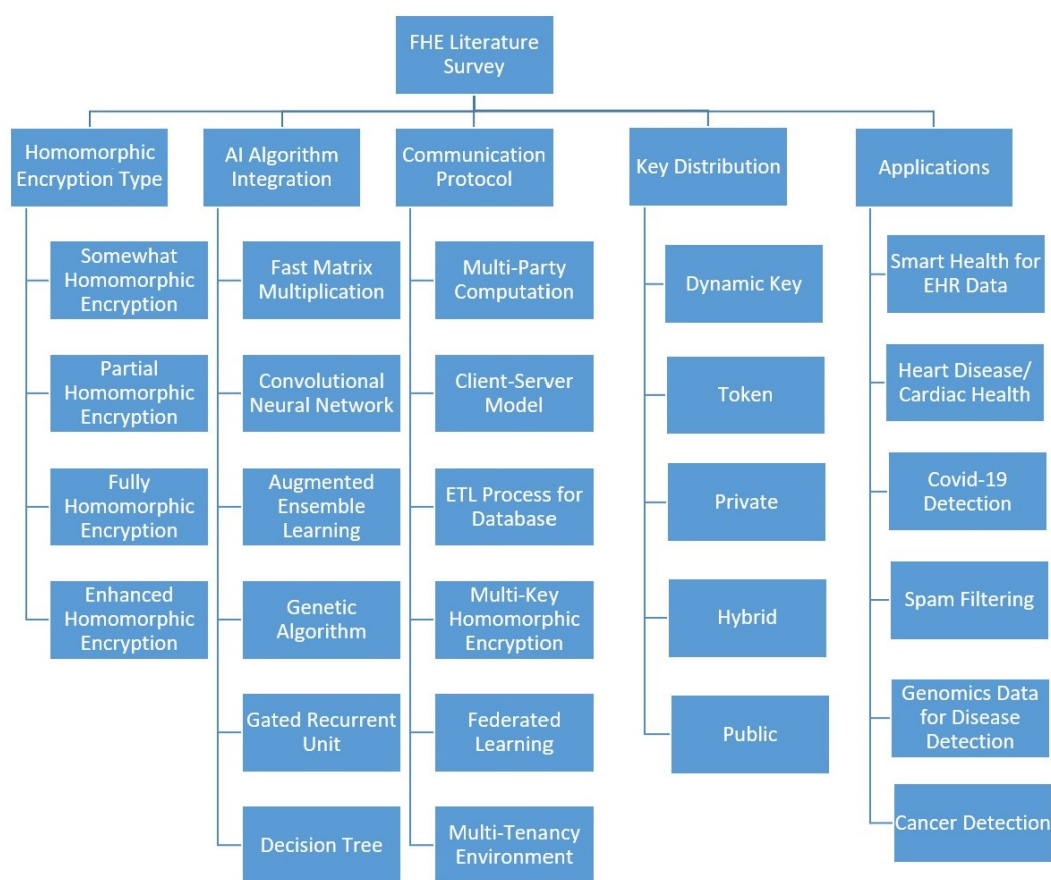 FHE Literature
Survey
Homomorphic
Encryption Type
AI Algorithm
Integration
Communication
Protocol
Key Distribution
Applications
Somewhat
Homomorphic
Encryption
Partial
Homomorphic
Encryption
Fully
Homomorphic
Encryption
Enhanced
Homomorphic
Encryption
Fast Matrix
Multiplication
Convolutional
Neural Network
Augmented
Ensemble
Learning
Genetic
Algorithm
Gated Recurrent
Unit
Decision Tree
Multi-Party
Computation
Client-Server
Model
ETL Process for
Database
Multi-Key
Homomorphic
Encryption
Federated
Learning
Multi-Tenancy
Environment
Dynamic Key
Token
Private
Hybrid
Public
Smart Health for
EHR Data
Heart Disease/
Cardiac Health
Covid-19
Detection
Spam Filtering
Genomics Data
for Disease
Detection
Cancer Detection